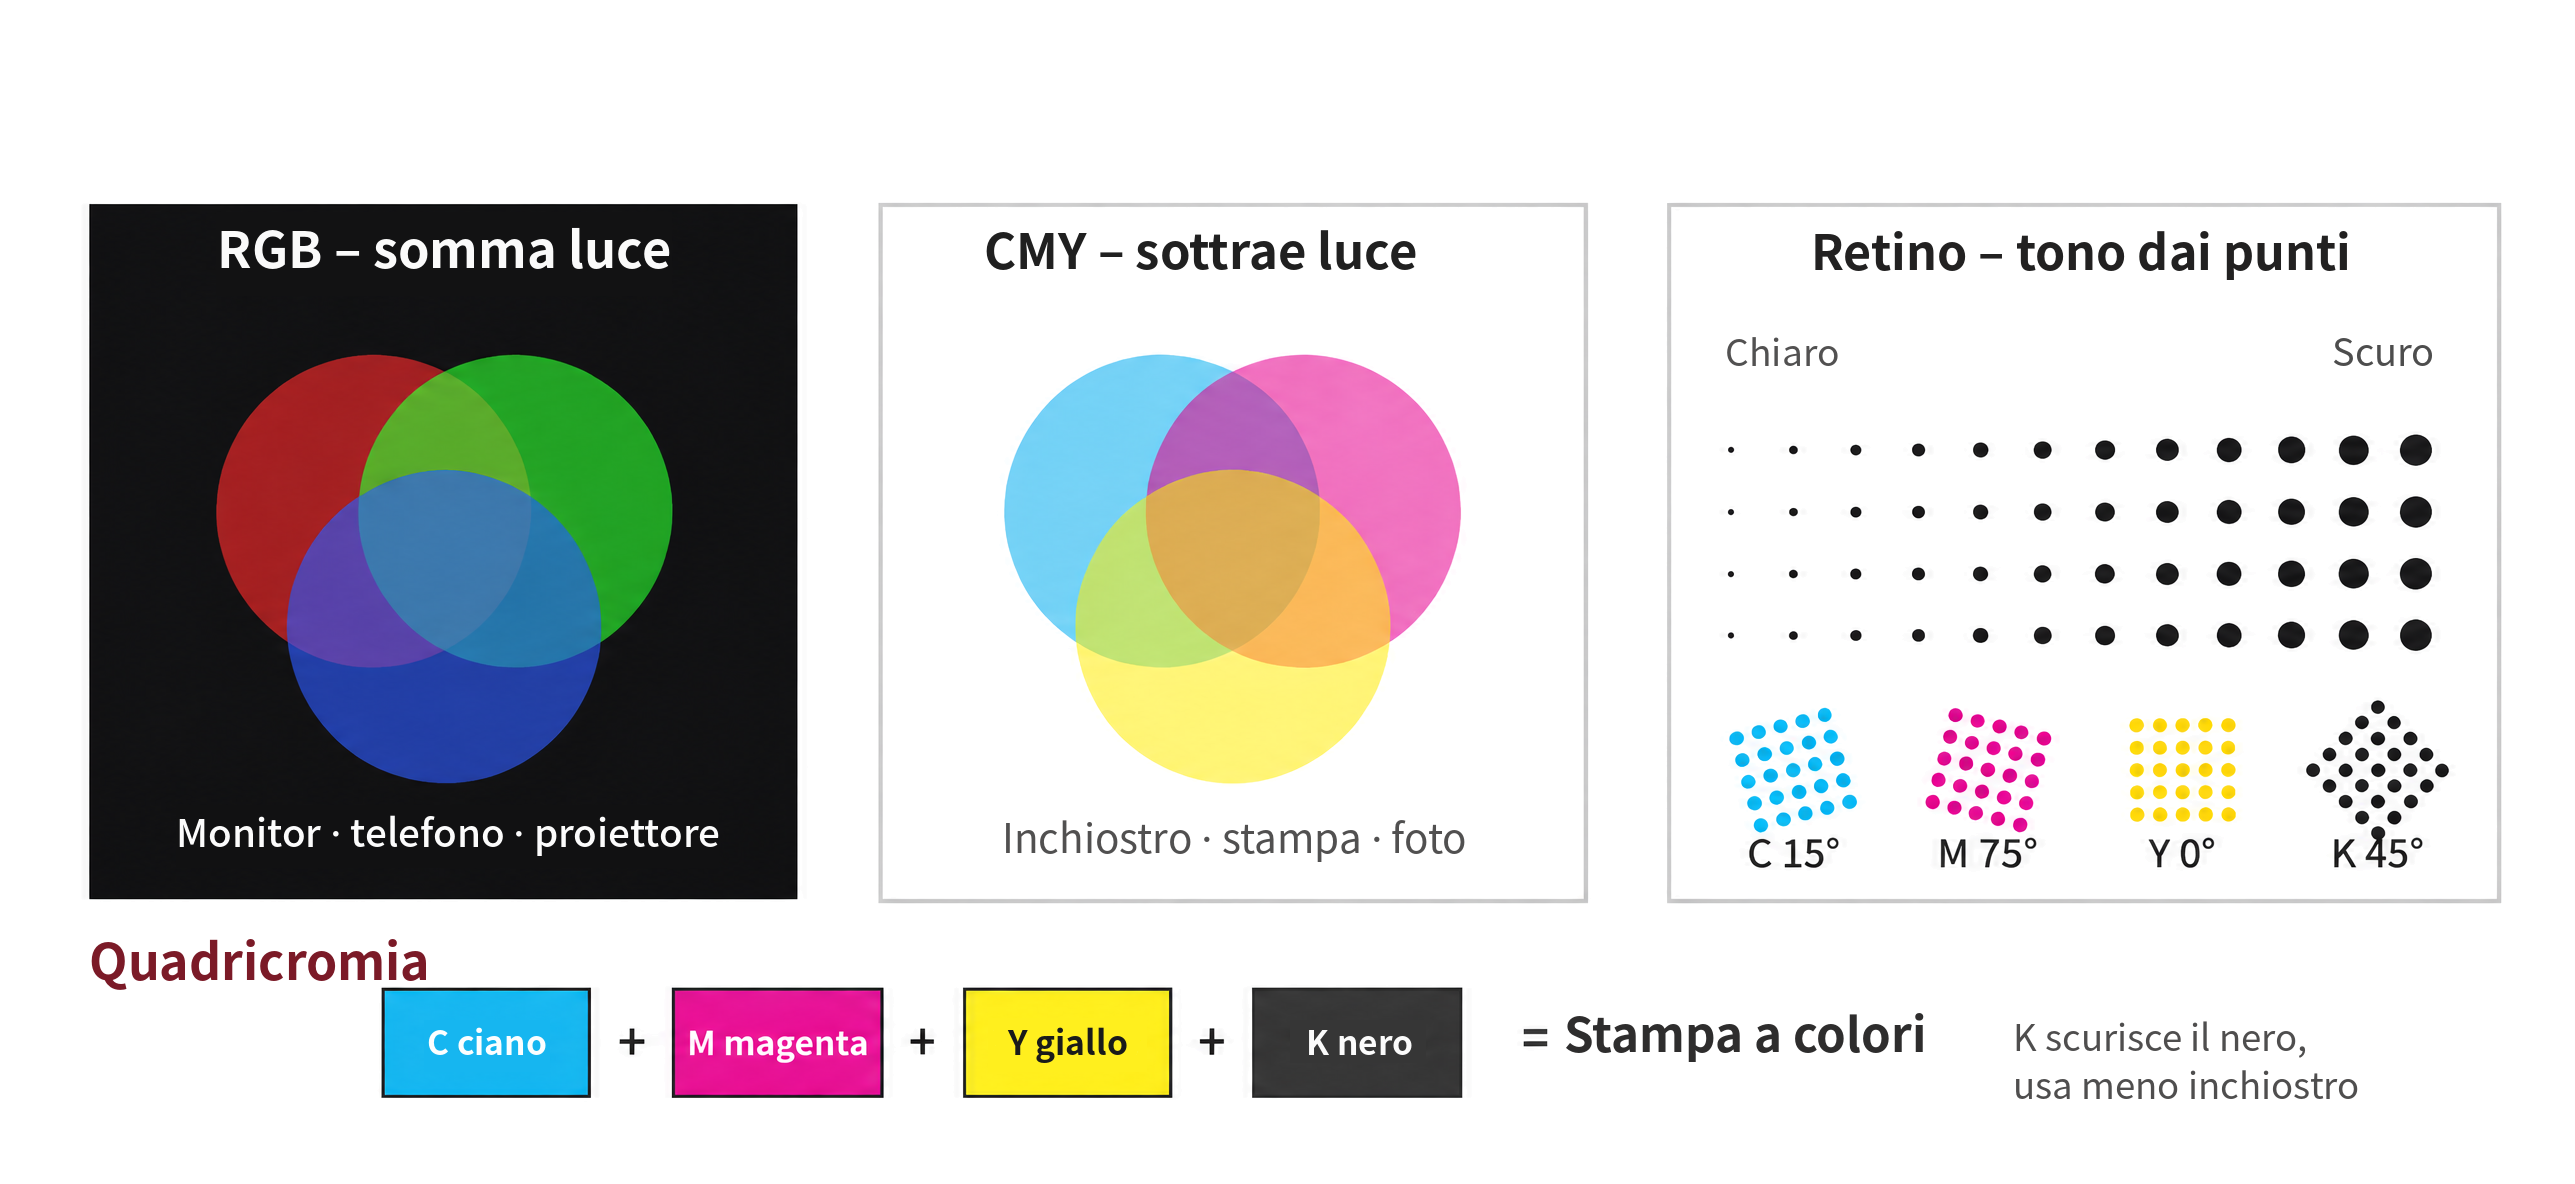 RGB – somma luce
Monitor · telefono · proiettore
CMY – sottrae luce
Inchiostro · stampa · foto
Retino – tono dai punti
Chiaro
Scuro
C 15°
M 75°
Y 0°
K 45°
Quadricromia
C ciano
+
M magenta
+
Y giallo
+
K nero
= Stampa a colori
K scurisce il nero,
usa meno inchiostro